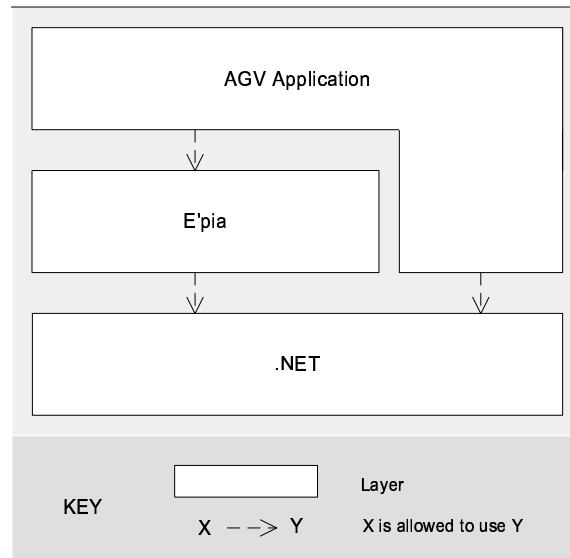 AGV Application
E'pia
.NET
KEY
Layer
X Y
X is allowed to use Y